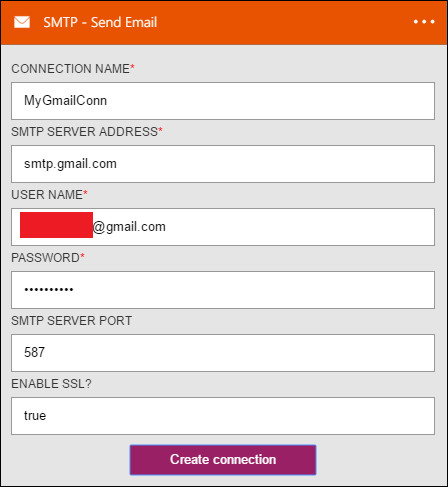 SMTP - Send Email
CONNECTION NAME*
MyGmailConn
SMTP SERVER ADDRESS*
smtp.gmail.com
USER NAME*
@gmail.com
PASSWORD*
••••••••••
SMTP SERVER PORT
587
ENABLE SSL?
true
Create connection